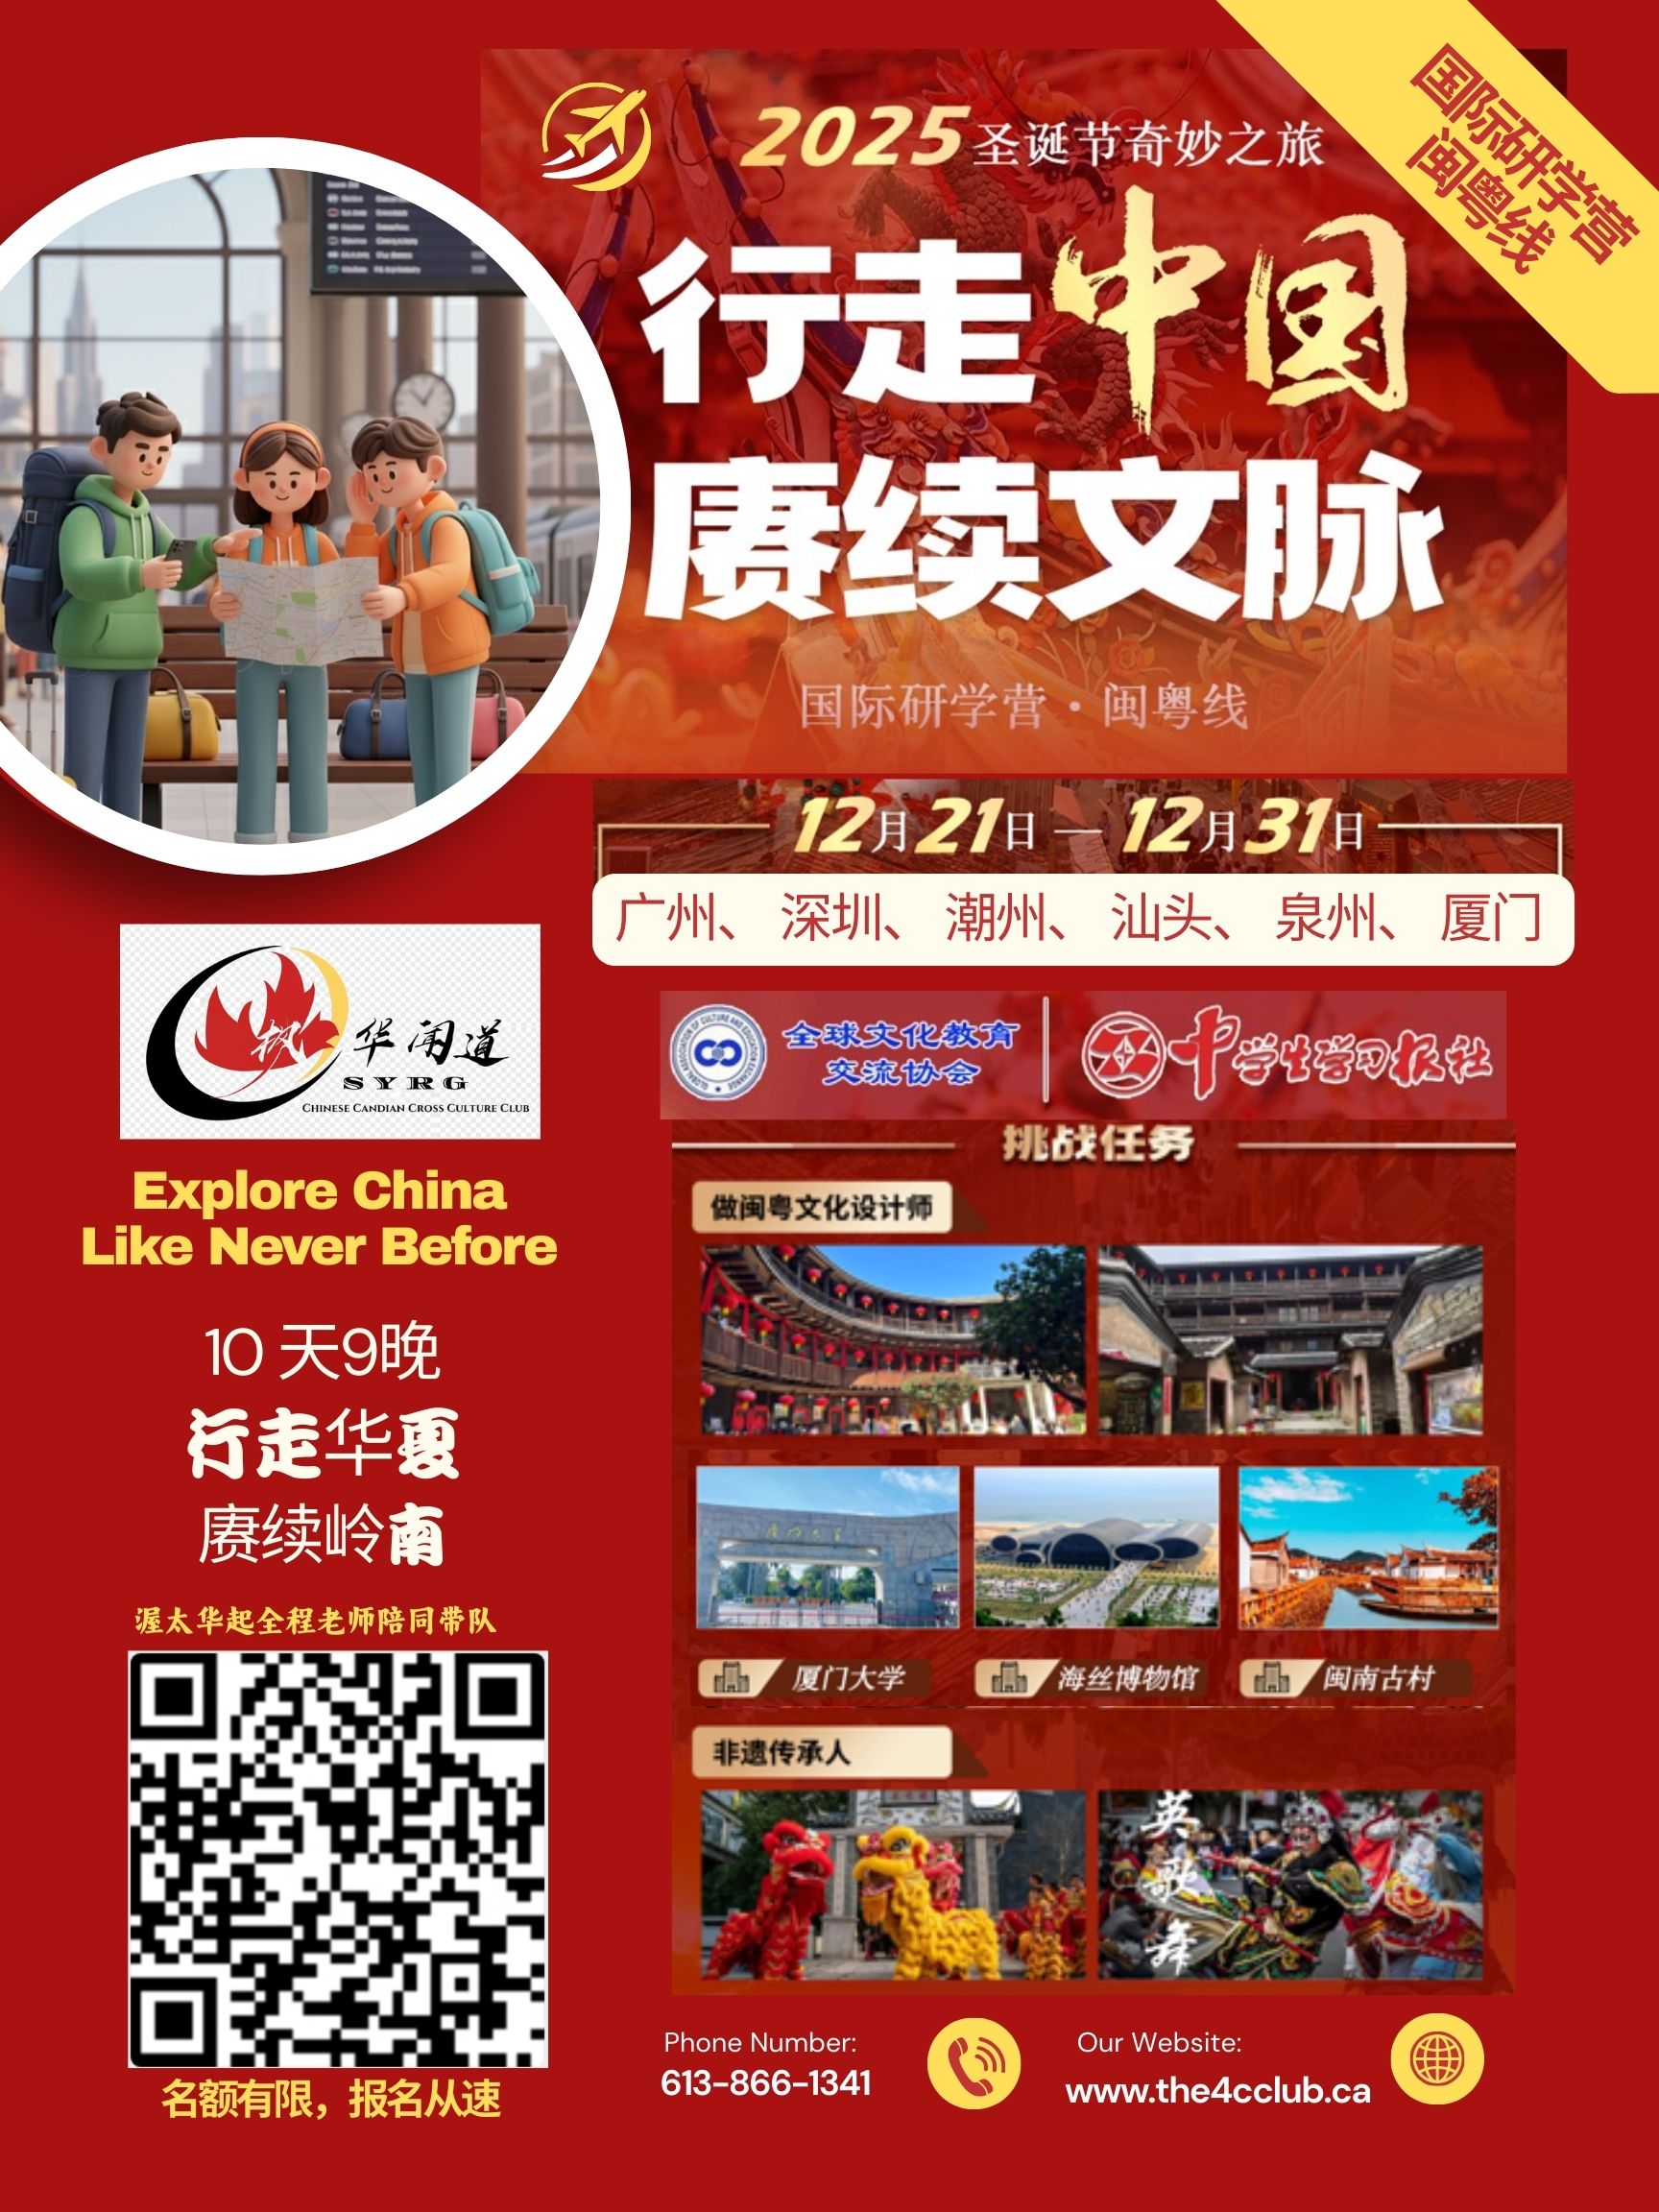 国际研学营
闽粤线
2025圣诞节奇妙之旅
行走中国
赓续文脉
国际研学营·闽粤线
12月21日—12月31日
广州、 深圳、 潮州、 汕头、 泉州、 厦门
枫华闻道
SYRG
CHINESE CANDIAN CROSS CULTURE CLUB
全球文化教育
交流协会
中学生学习报社
Explore China
Like Never Before
10 天9晚
行走华夏
赓续岭南
渥太华起全程老师陪同带队
名额有限，报名从速
挑战任务
做闽粤文化设计师
厦门大学
厦门大学
海丝博物馆
闽南古村
非遗传承人
英歌舞
Phone Number:
613-866-1341
Our Website:
www.the4cclub.ca